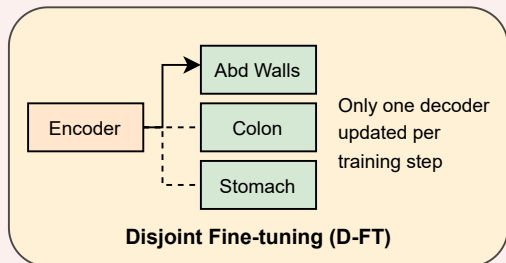 Abd Walls
Encoder
Colon
Stomach
Only one decoder
updated per
training step
Disjoint Fine-tuning (D-FT)